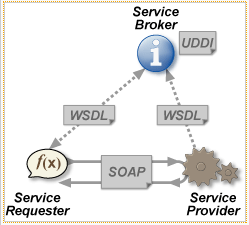 Service
Broker
UDDI
i
WSDL
WSDL
f(x)
SOAP
Service
Requester
Service
Provider